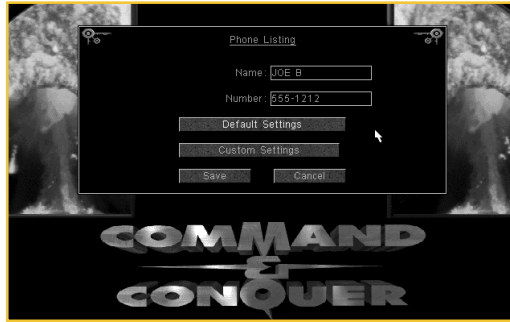 Phone Listing
Name: JOE B
Number: 555-1212
Default Settings
Custom Settings
Save Cancel
COMMAND
&
CONQUER